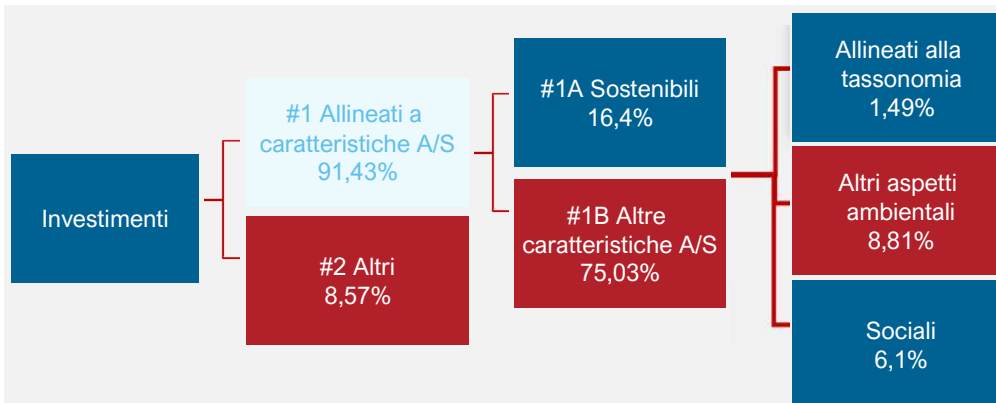 Investimenti
#1 Allineati a
caratteristiche A/S
91,43%
#2 Altri
8,57%
#1A Sostenibili
16,4%
#1B Altre
caratteristiche A/S
75,03%
Allineati alla
tassonomia
1,49%
Altri aspetti
ambientali
8,81%
Sociali
6,1%